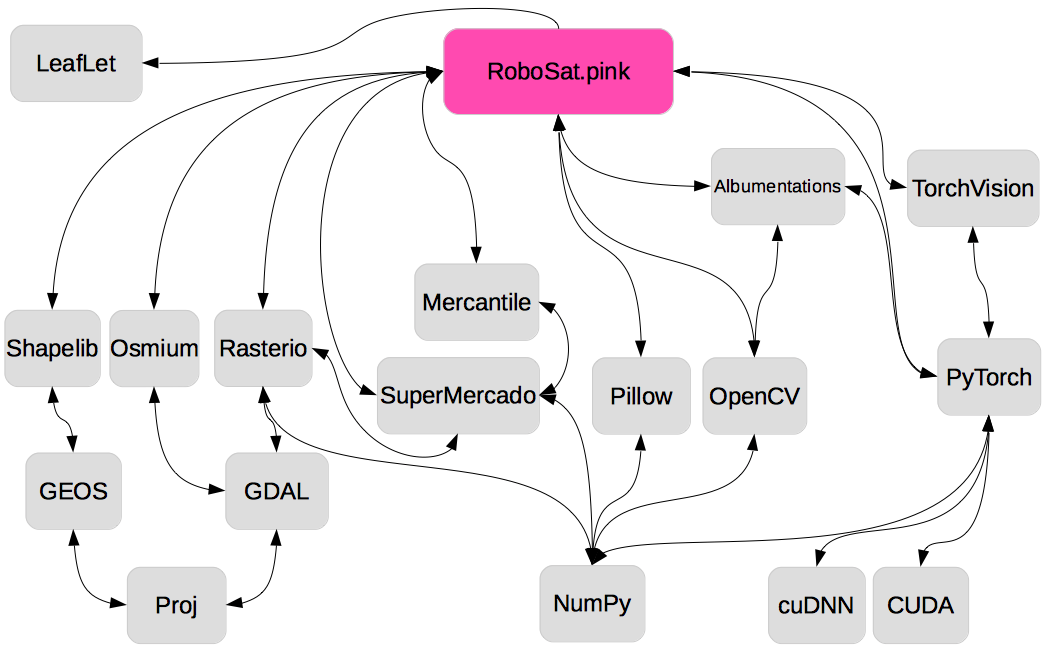 LeafLet
RoboSat.pink
Albumentations
TorchVision
Mercantile
Shapelib
Osmium
Rasterio
SuperMercado
Pillow
OpenCV
PyTorch
GEOS
GDAL
Proj
NumPy
cuDNN
CUDA